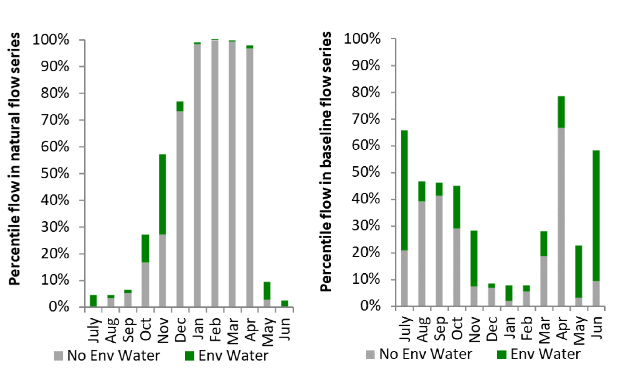 Percentile flow in natural flow series
100%
90%
80%
70%
60%
50%
40%
30%
20%
10%
0%
July
Aug
Sep
Oct
Nov
Dec
Jan
Feb
Mar
Apr
May
Jun
No Env Water
Env Water
Percentile flow in baseline flow series
100%
90%
80%
70%
60%
50%
40%
30%
20%
10%
0%
July
Aug
Sep
Oct
Nov
Dec
Jan
Feb
Mar
Apr
May
Jun
No Env Water
Env Water